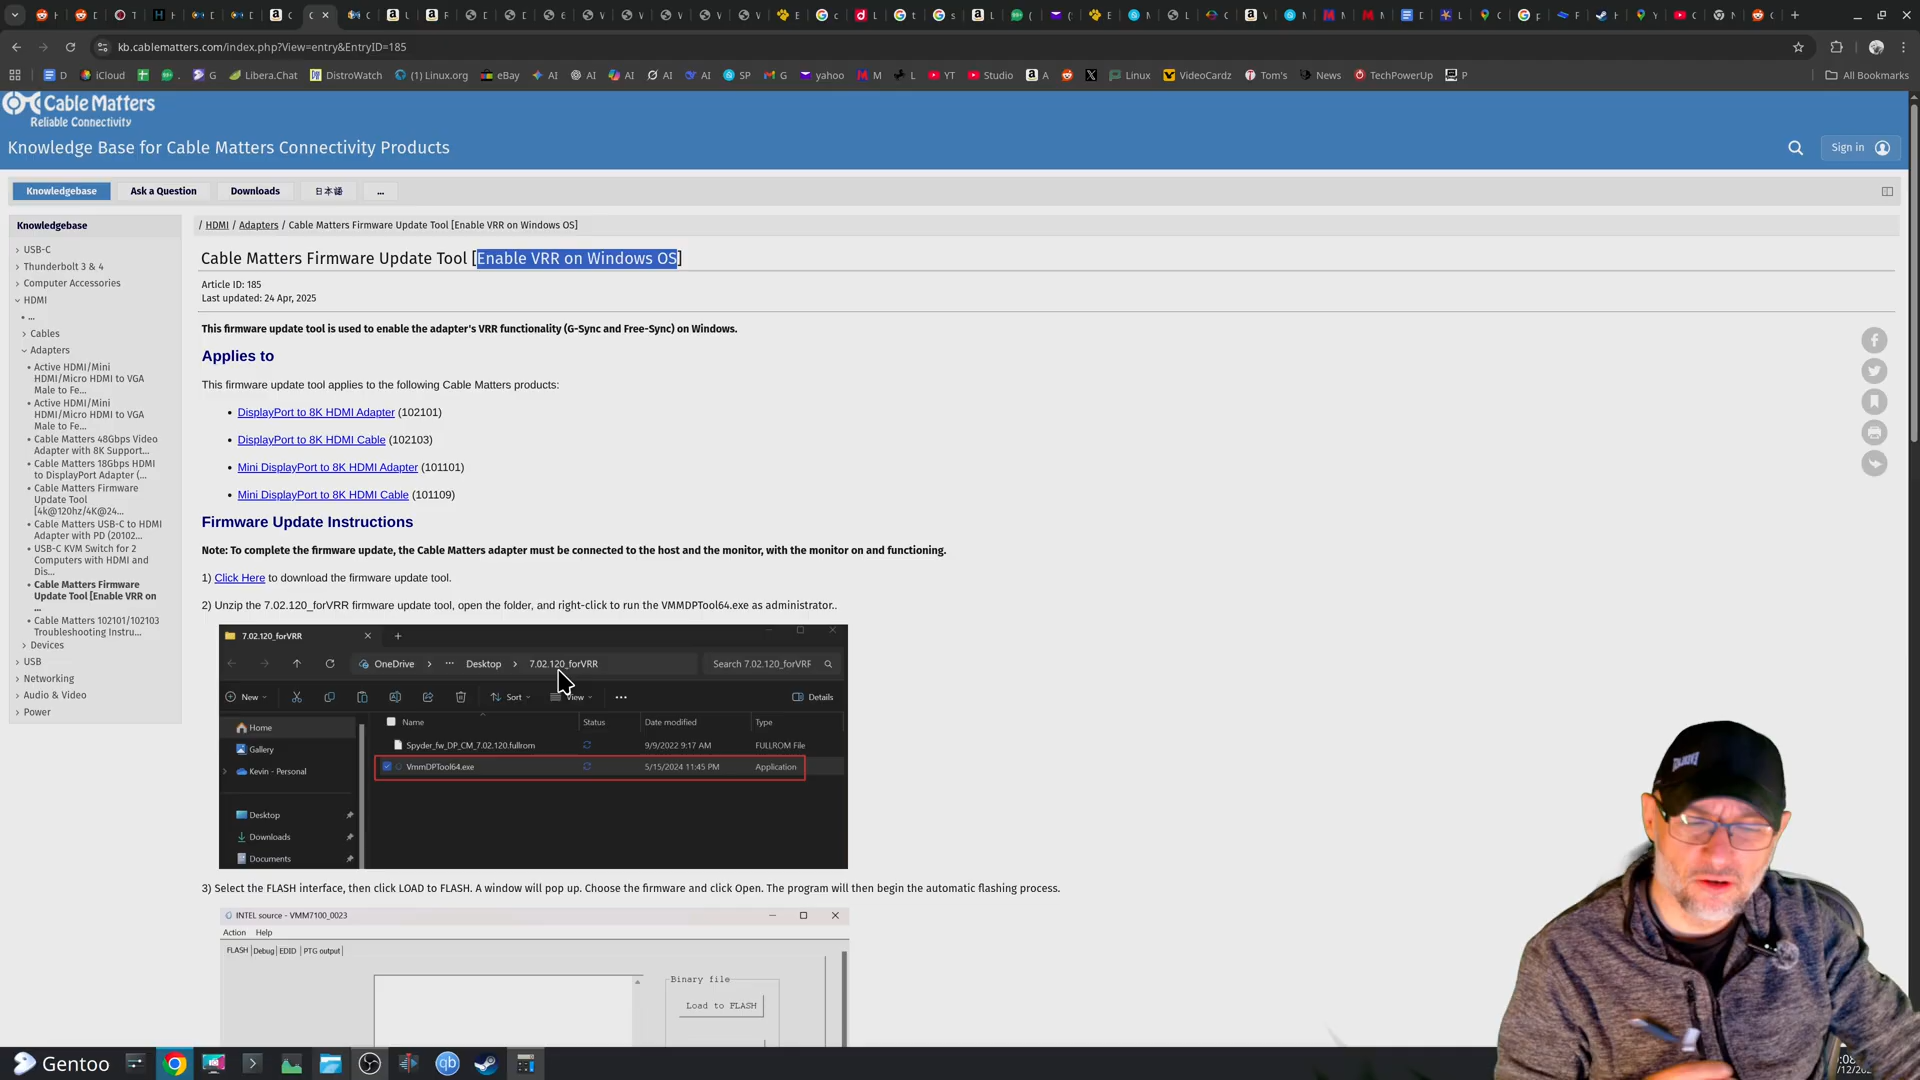 kb.cablematters.com/index.php?View=entry&EntryID=185
D
iCloud
G
Libera.Chat
DistroWatch
(1) Linux.org
eBay
AI
AI
AI
AI
AI
SP
G
yahoo
M
L
YT
Studio
A
Linux
VideoCardz
Tom's
News
TechPowerUp
P
All Bookmarks
Cable Matters
Reliable Connectivity
Knowledge Base for Cable Matters Connectivity Products
Sign in
Knowledgebase
Ask a Question
Downloads
日本語
...
Knowledgebase
USB-C
Thunderbolt 3 & 4
Computer Accessories
HDMI
...
Cables
Adapters
Active HDMI/Mini
HDMI/Micro HDMI to VGA
Male to Fe...
Active HDMI/Mini
HDMI/Micro HDMI to VGA
Male to Fe...
Cable Matters 48Gbps Video
Adapter with 8K Support...
Cable Matters 18Gbps HDMI
to DisplayPort Adapter (...
Cable Matters Firmware
Update Tool
[4k@120hz/4K@24...
Cable Matters USB-C to HDMI
Adapter with PD (20102...
USB-C KVM Switch for 2
Computers with HDMI and
Dis...
Cable Matters Firmware
Update Tool [Enable VRR on
...
Cable Matters 102101/102103
Troubleshooting Instru...
Devices
USB
Networking
Audio & Video
Power
/ HDMI / Adapters / Cable Matters Firmware Update Tool [Enable VRR on Windows OS]
Cable Matters Firmware Update Tool [Enable VRR on Windows OS]
Article ID: 185
Last updated: 24 Apr, 2025
This firmware update tool is used to enable the adapter's VRR functionality (G-Sync and Free-Sync) on Windows.
Applies to
This firmware update tool applies to the following Cable Matters products:
• DisplayPort to 8K HDMI Adapter (102101)
• DisplayPort to 8K HDMI Cable (102103)
• Mini DisplayPort to 8K HDMI Adapter (101101)
• Mini DisplayPort to 8K HDMI Cable (101109)
Firmware Update Instructions
Note: To complete the firmware update, the Cable Matters adapter must be connected to the host and the monitor, with the monitor on and functioning.
1) Click Here to download the firmware update tool.
2) Unzip the 7.02.120_forVRR firmware update tool, open the folder, and right-click to run the VMMDPTool64.exe as administrator..
7.02.120_forVRR
OneDrive
Desktop
7.02.120_forVRR
Search 7.02.120_forVRF
New
Sort
View
Details
Name
Status
Date modified
Type
Home
Gallery
Kevin - Personal
Desktop
Downloads
Documents
Spyder_fw_DP_CM_7.02.120.fullrom
9/9/2022 9:17 AM
FULLROM File
VmmDPTool64.exe
5/15/2024 11:45 PM
Application
3) Select the FLASH interface, then click LOAD to FLASH. A window will pop up. Choose the firmware and click Open. The program will then begin the automatic flashing process.
INTEL source - VMM7100_0023
Action
Help
FLASH
Debug
EDID
PTG output
Binary file
Load to FLASH
Gentoo